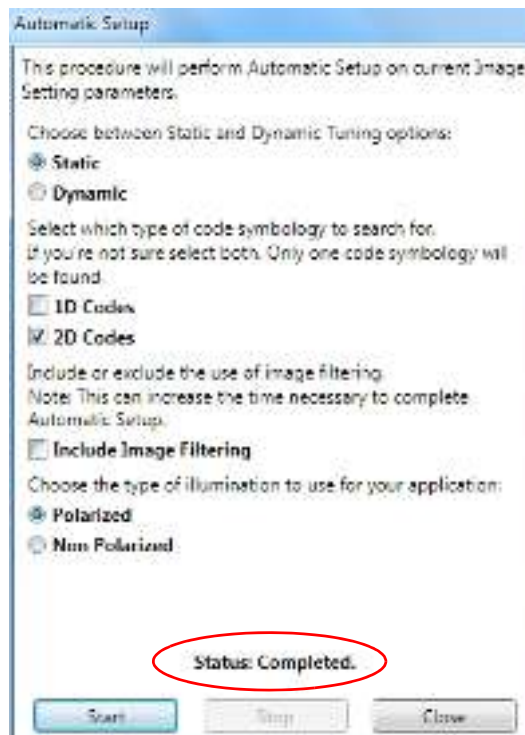 Automatic Setup
This procedure will perform Automatic Setup on current Image
Setting parameters.
Choose between Static and Dynamic Tuning options:
Static
Dynamic
Select which type of code symbology to search for.
If you're not sure select both. Only one code symbology will
be found.
1D Codes
2D Codes
Include or exclude the use of image filtering.
Note: This can increase the time necessary to complete
Automatic Setup.
Include Image Filtering
Choose the type of illumination to use for your application:
Polarized
Non Polarized
Status: Completed.
Start
Stop
Close